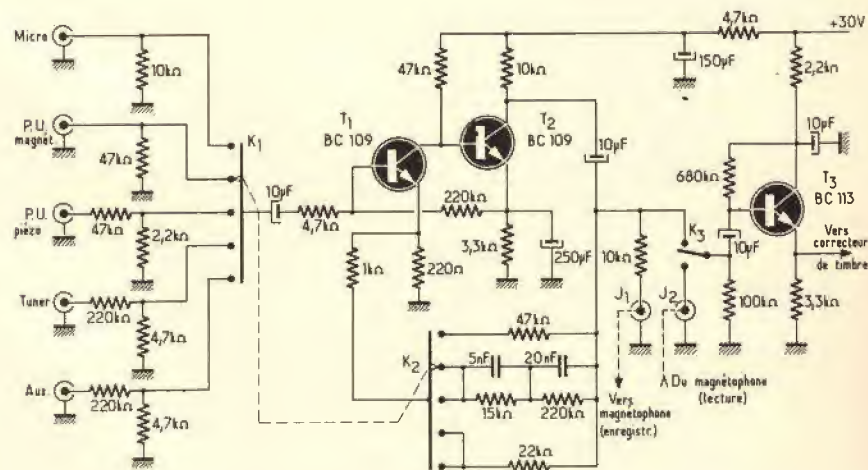 Micro
10kΩ
P.U.
magnét.
47kΩ
P.U.
piézo
47kΩ
2,2kΩ
Tuner
220kΩ
4,7kΩ
Aux
220kΩ
4,7kΩ
K1
10µF
4,7kΩ
T1
BC 109
47kΩ
10kΩ
T2
BC 109
220kΩ
1kΩ
220Ω
3,3kΩ
250µF
10µF
150µF
4,7kΩ
+30V
2,2kΩ
10µF
680kΩ
T3
BC 113
K3
10µF
10kΩ
J1
J2
100kΩ
3,3kΩ
Vers
correcteur
de timbre
K2
47kΩ
5nF
20nF
15kΩ
220kΩ
22kΩ
Vers
magnétophone
(enregistr.)
Du magnétophone
(lecture)